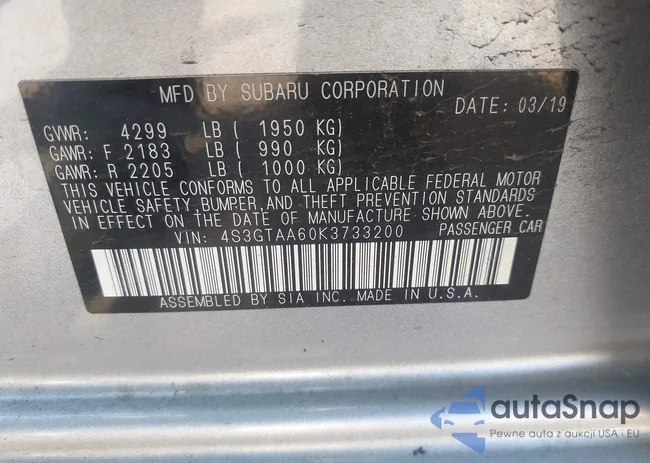 MFD BY SUBARU CORPORATION
DATE: 03/19
GVWR: 4299 LB ( 1950 KG)
GAWR: F 2183 LB ( 990 KG)
GAWR: R 2205 LB ( 1000 KG)
THIS VEHICLE CONFORMS TO ALL APPLICABLE FEDERAL MOTOR
VEHICLE SAFETY, BUMPER, AND THEFT PREVENTION STANDARDS
IN EFFECT ON THE DATE OF MANUFACTURE SHOWN ABOVE.
VIN: 4S3GTAA60K3733200 PASSENGER CAR
ASSEMBLED BY SIA INC. MADE IN U.S.A.
autoSnap
Pewne auta z aukcji USA i EU